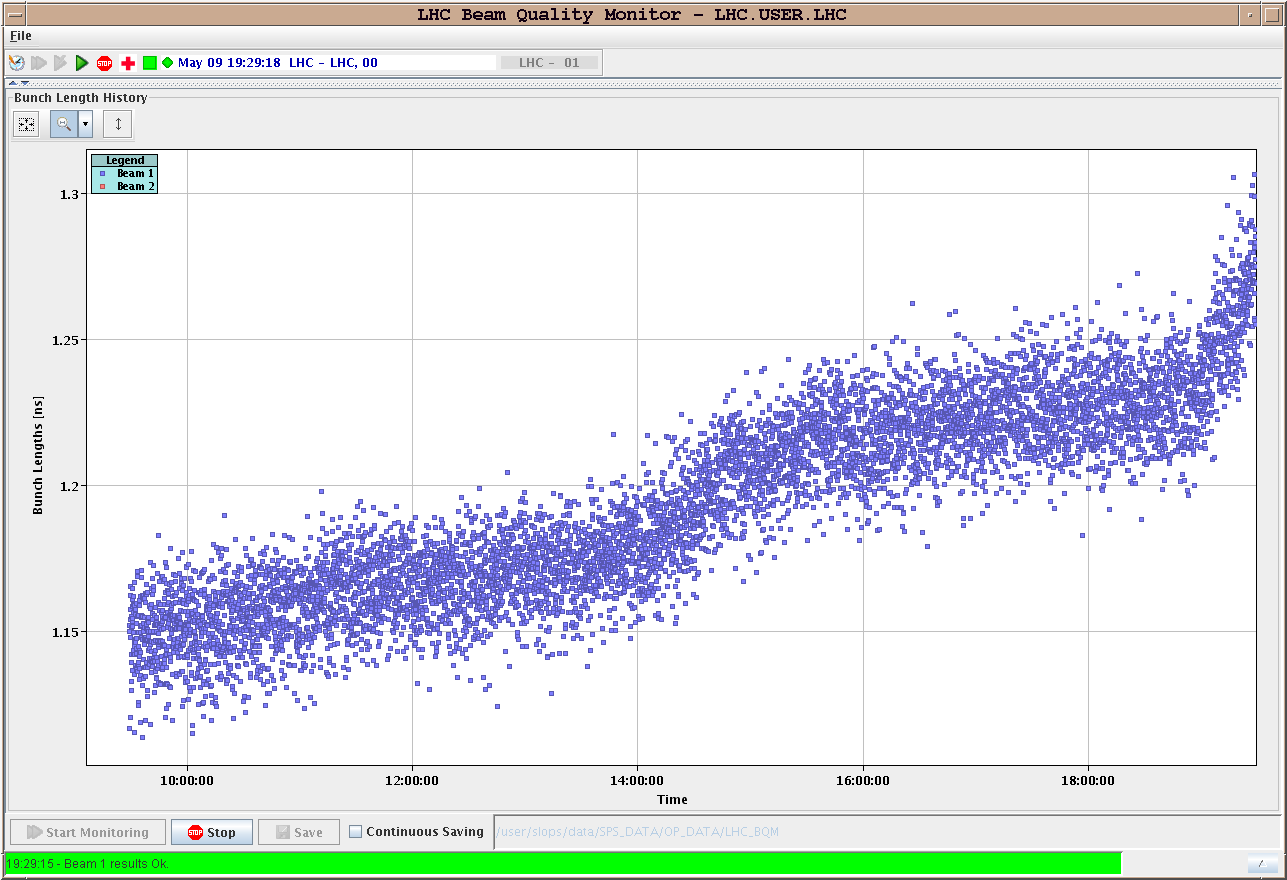 LHC Beam Quality Monitor - LHC.USER.LHC
File
STOP May 09 19:29:18 LHC - LHC, 00 LHC - 01
Bunch Length History
Legend
Beam 1
Beam 2
1.3
1.25
1.2
1.15
Bunch Lengths [ns]
10:00:00 12:00:00 14:00:00 16:00:00 18:00:00
Time
Start Monitoring STOP Stop Save Continuous Saving /user/slops/data/SPS_DATA/OP_DATA/LHC_BQM
19:29:15 - Beam 1 results Ok.